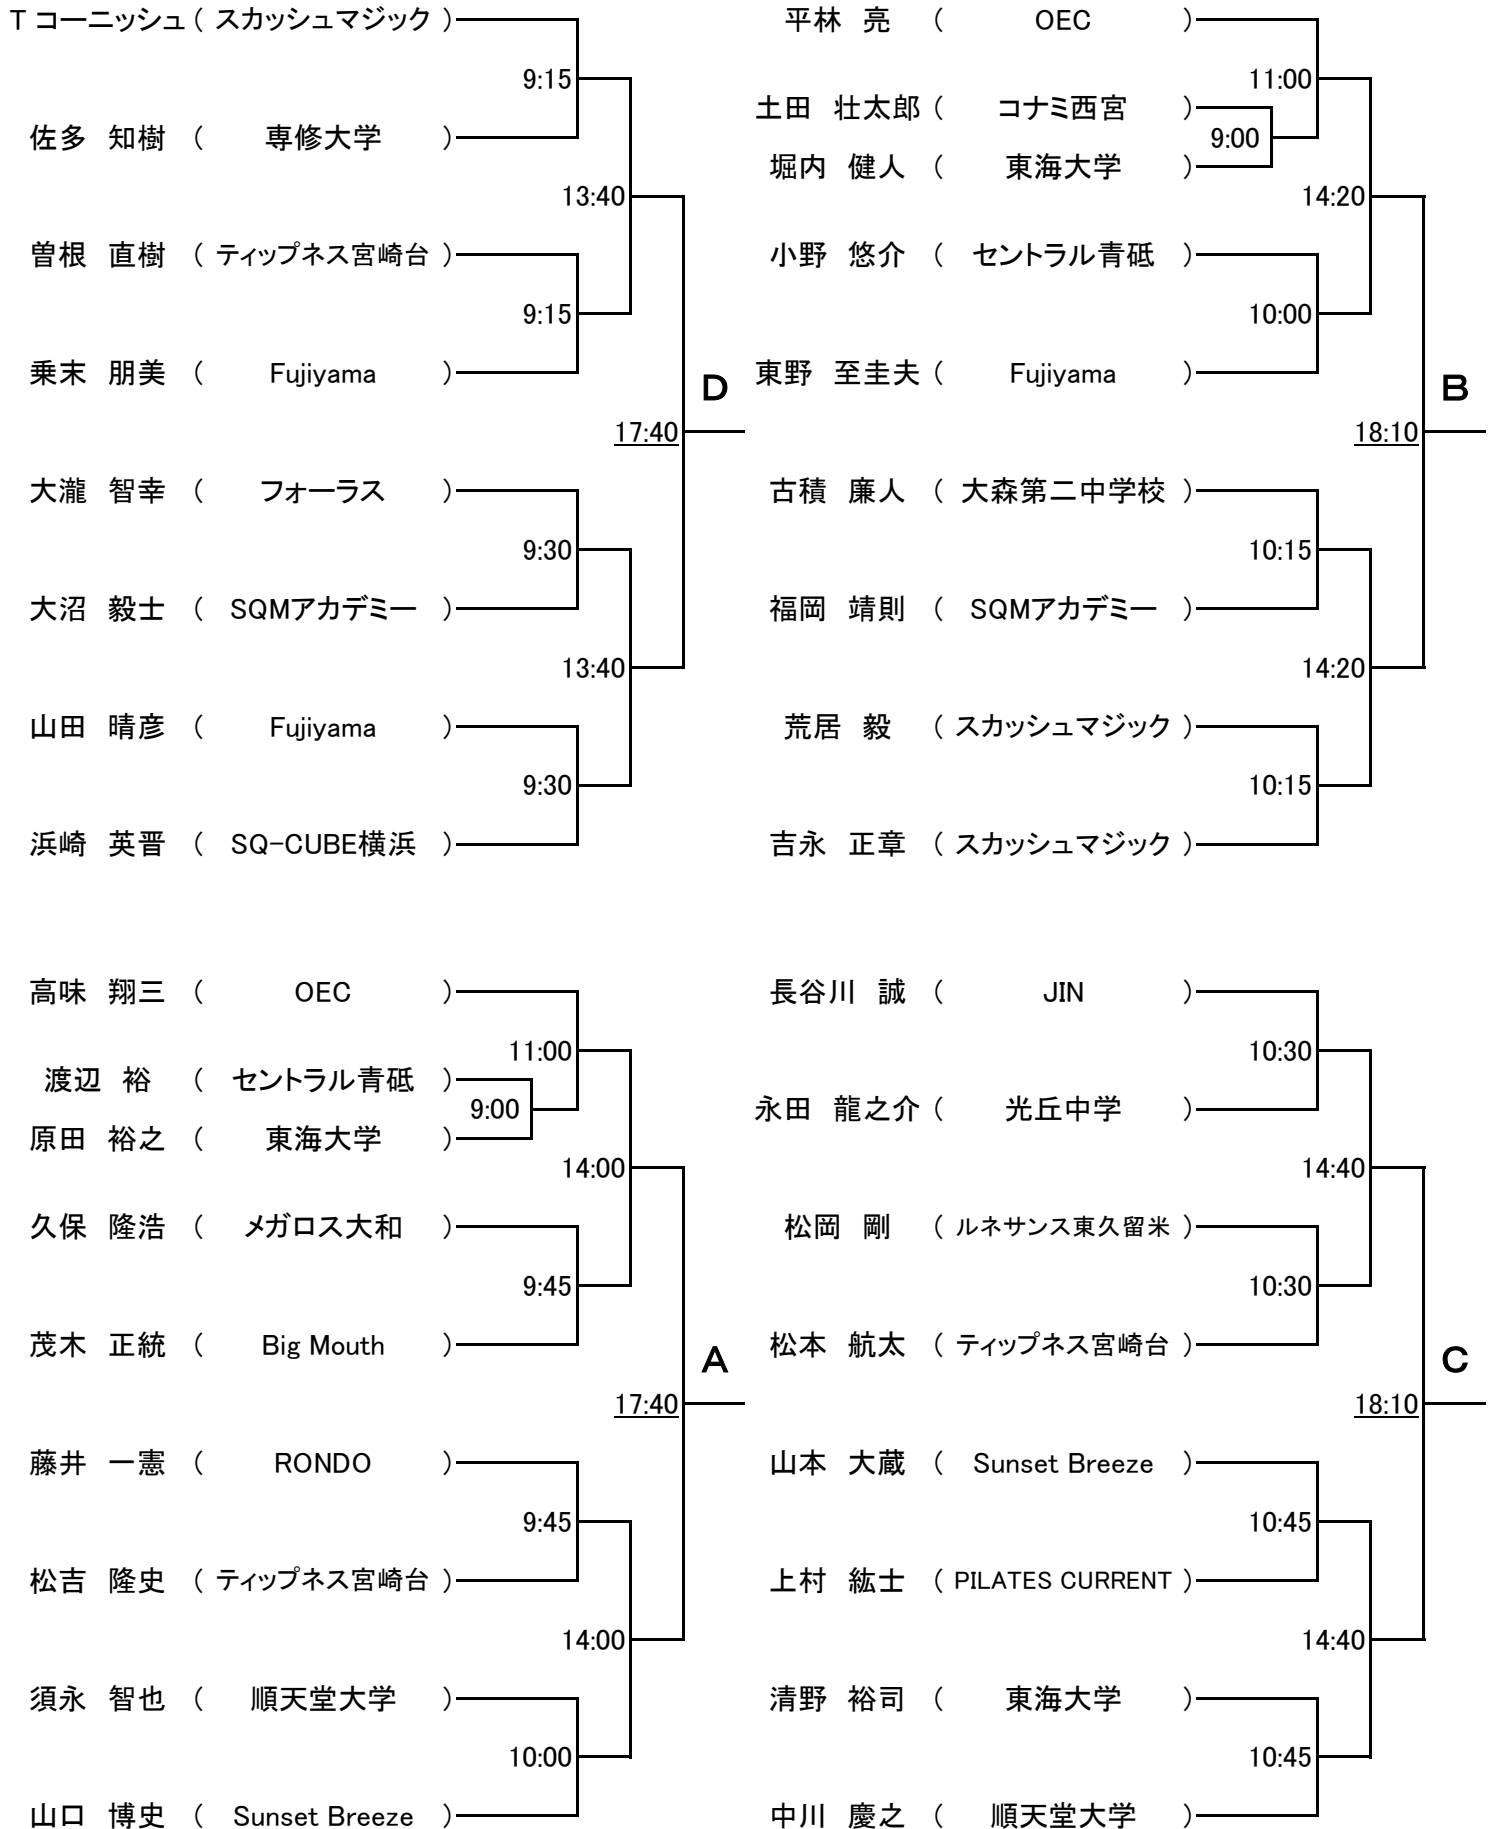 T コーニッシュ ( スカッシュマジック )
9:15
佐多 知樹 ( 専修大学 )
13:40
曽根 直樹 ( ティップネス宮崎台 )
9:15
乗末 朋美 ( Fujiyama )
D
17:40
大瀧 智幸 ( フォーラス )
9:30
大沼 毅士 ( SQMアカデミー )
13:40
山田 晴彦 ( Fujiyama )
9:30
浜崎 英晋 ( SQ-CUBE横浜 )
平林 亮 ( OEC )
11:00
土田 壮太郎 ( コナミ西宮 )
9:00
堀内 健人 ( 東海大学 )
14:20
小野 悠介 ( セントラル青砥 )
10:00
東野 至圭夫 ( Fujiyama )
B
18:10
古積 廉人 ( 大森第二中学校 )
10:15
福岡 靖則 ( SQMアカデミー )
14:20
荒居 毅 ( スカッシュマジック )
10:15
吉永 正章 ( スカッシュマジック )
高味 翔三 ( OEC )
11:00
渡辺 裕 ( セントラル青砥 )
9:00
原田 裕之 ( 東海大学 )
14:00
久保 隆浩 ( メガロス大和 )
9:45
茂木 正統 ( Big Mouth )
A
17:40
藤井 一憲 ( RONDO )
9:45
松吉 隆史 ( ティップネス宮崎台 )
14:00
須永 智也 ( 順天堂大学 )
10:00
山口 博史 ( Sunset Breeze )
長谷川 誠 ( JIN )
10:30
永田 龍之介 ( 光丘中学 )
14:40
松岡 剛 ( ルネサンス東久留米 )
10:30
松本 航太 ( ティップネス宮崎台 )
C
18:10
山本 大蔵 ( Sunset Breeze )
10:45
上村 紘士 ( PILATES CURRENT )
14:40
清野 裕司 ( 東海大学 )
10:45
中川 慶之 ( 順天堂大学 )